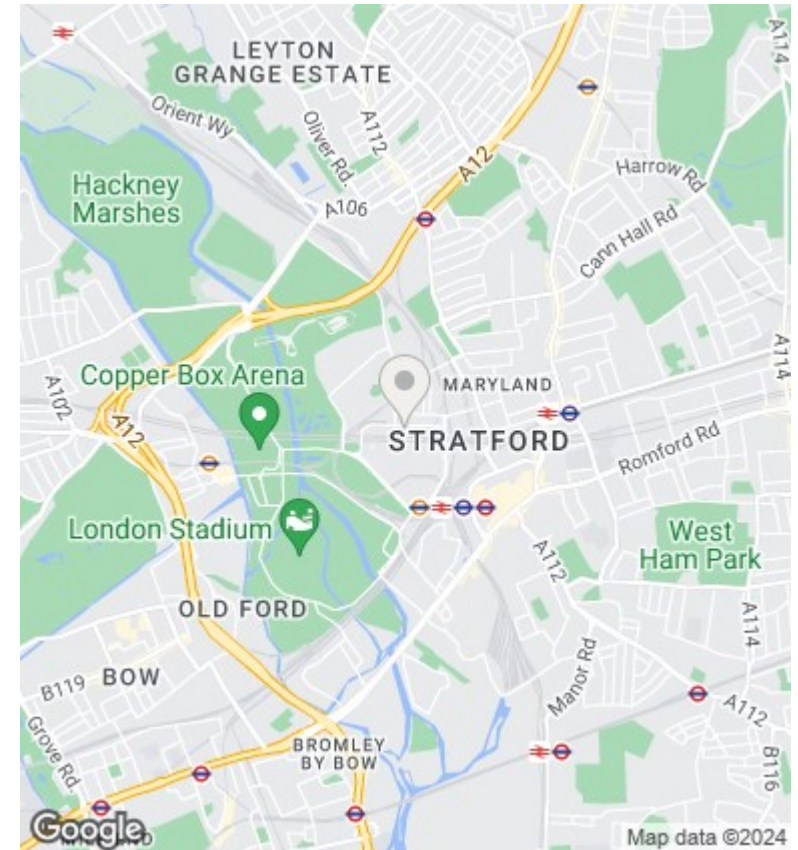 LEYTON
GRANGE ESTATE
A114
Orient Wy
Oliver Rd.
A112
A12
Harrow Rd
Hackney
Marshes
A106
Cann Hall Rd
A114
Copper Box Arena
MARYLAND
A102
A12
STRATFORD
Romford Rd
London Stadium
West
Ham Park
A112
OLD FORD
A114
BOW
B119
Manor Rd
A112
Grove Rd.
BROMLEY
BY BOW
B116
Google
Map data ©2024